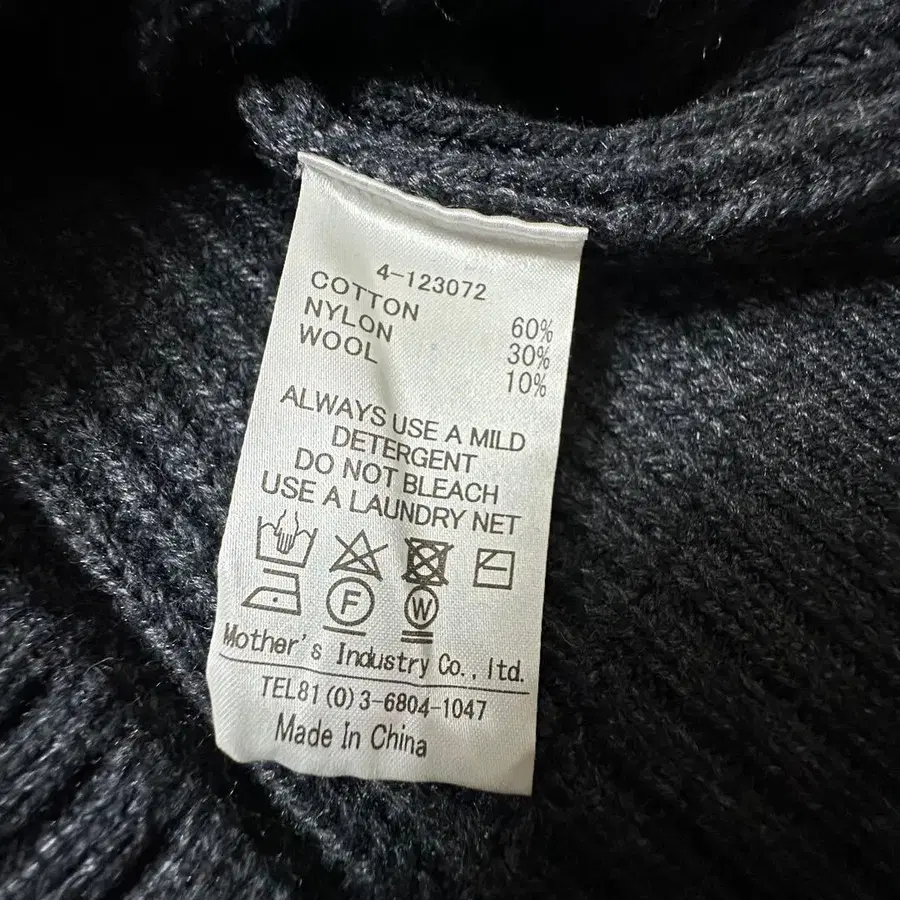 4-123072
COTTON 60%
NYLON 30%
WOOL 10%
ALWAYS USE A MILD
DETERGENT
DO NOT BLEACH
USE A LAUNDRY NET
F W
Mother's Industry Co., ltd.
TEL81(0)3-6804-1047
Made In China